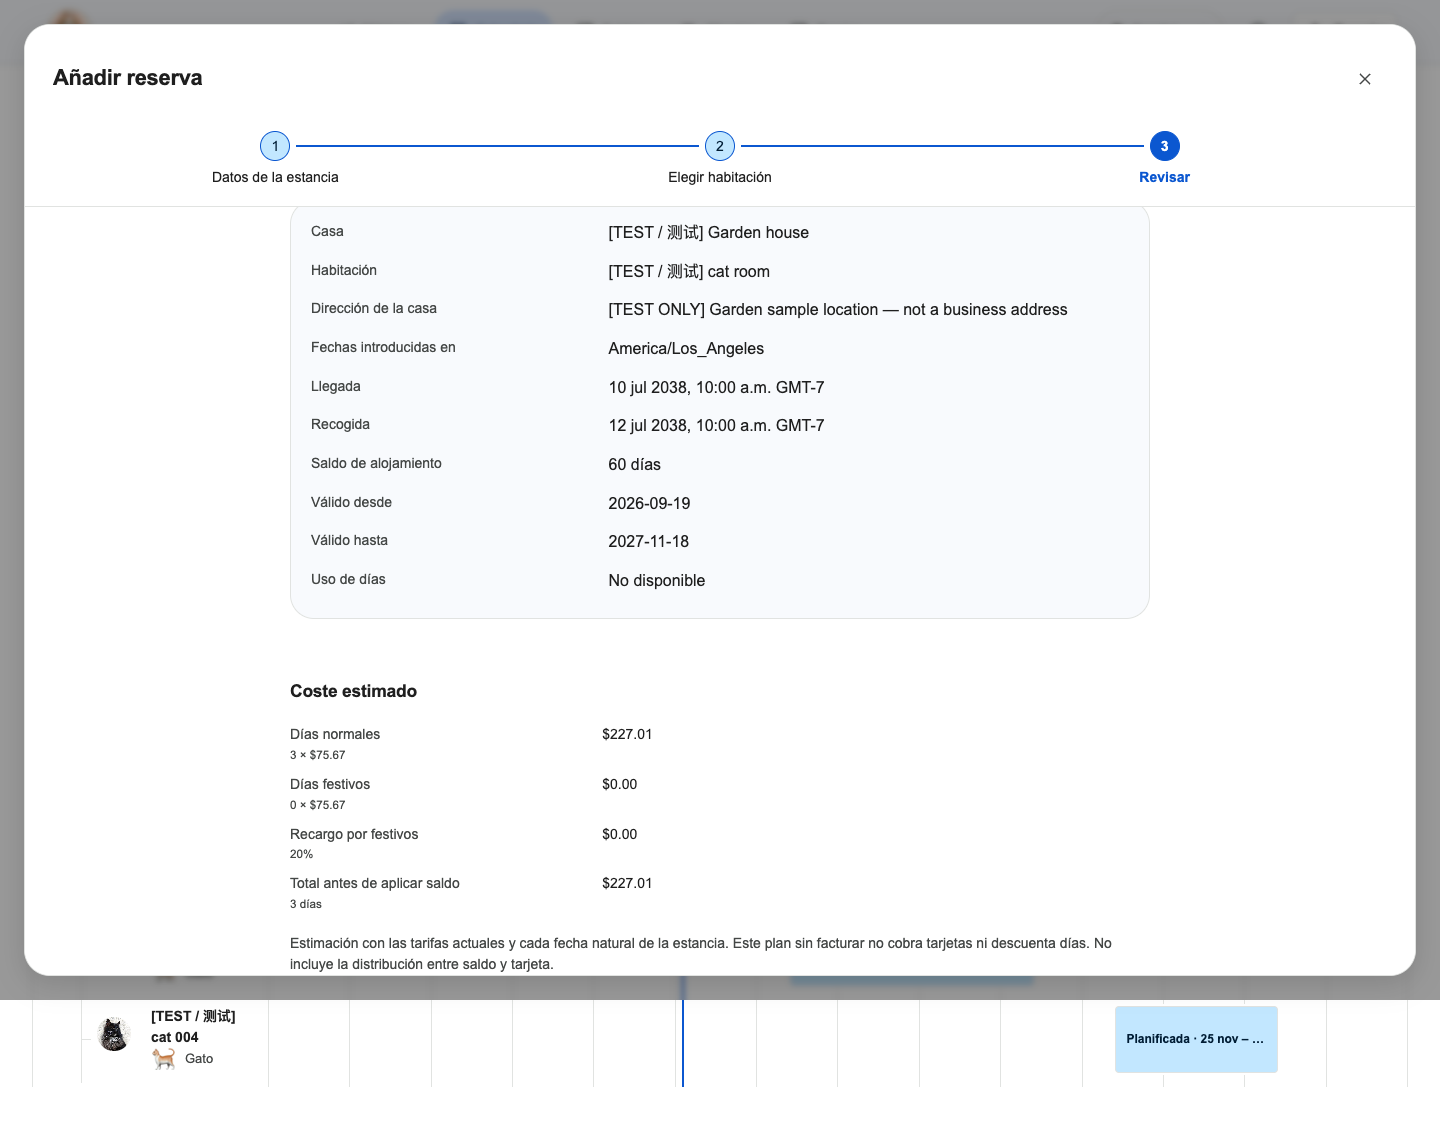 Añadir reserva
1
2
3
Datos de la estancia
Elegir habitación
Revisar
Casa
[TEST / 测试] Garden house
Habitación
[TEST / 测试] cat room
Dirección de la casa
[TEST ONLY] Garden sample location — not a business address
Fechas introducidas en
America/Los_Angeles
Llegada
10 jul 2038, 10:00 a.m. GMT-7
Recogida
12 jul 2038, 10:00 a.m. GMT-7
Saldo de alojamiento
60 días
Válido desde
2026-09-19
Válido hasta
2027-11-18
Uso de días
No disponible
Coste estimado
Días normales
$227.01
3 × $75.67
Días festivos
$0.00
0 × $75.67
Recargo por festivos
$0.00
20%
Total antes de aplicar saldo
$227.01
3 días
Estimación con las tarifas actuales y cada fecha natural de la estancia. Este plan sin facturar no cobra tarjetas ni descuenta días. No
incluye la distribución entre saldo y tarjeta.
[TEST / 测试]
cat 004
Gato
Planificada · 25 nov – ...